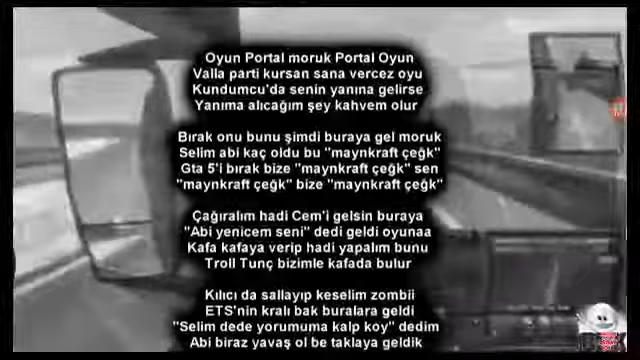 Oyun Portal moruk Portal Oyun
Valla parti kursan sana vercez oyu
Kundumcu'da senin yanına gelirse
Yanıma alıcağım şey kahvem olur
Bırak onu bunu şimdi buraya gel moruk
Selim abi kaç oldu bu "maynkraft çeğk"
Gta 5'i bırak bize "maynkraft çeğk" sen
"maynkraft çeğk" bize "maynkraft çeğk"
Çağıralım hadi Cem'i gelsin buraya
"Abi yenicem seni" dedi geldi oyunaa
Kafa kafaya verip hadi yapalım bunu
Troll Tunç bizimle kafada bulur
Kılıcı da sallayıp keselim zombii
ETS'nin kralı bak buralara geldi
"Selim dede yorumuma kalp koy" dedim
Abi biraz yavaş ol be taklaya geldik